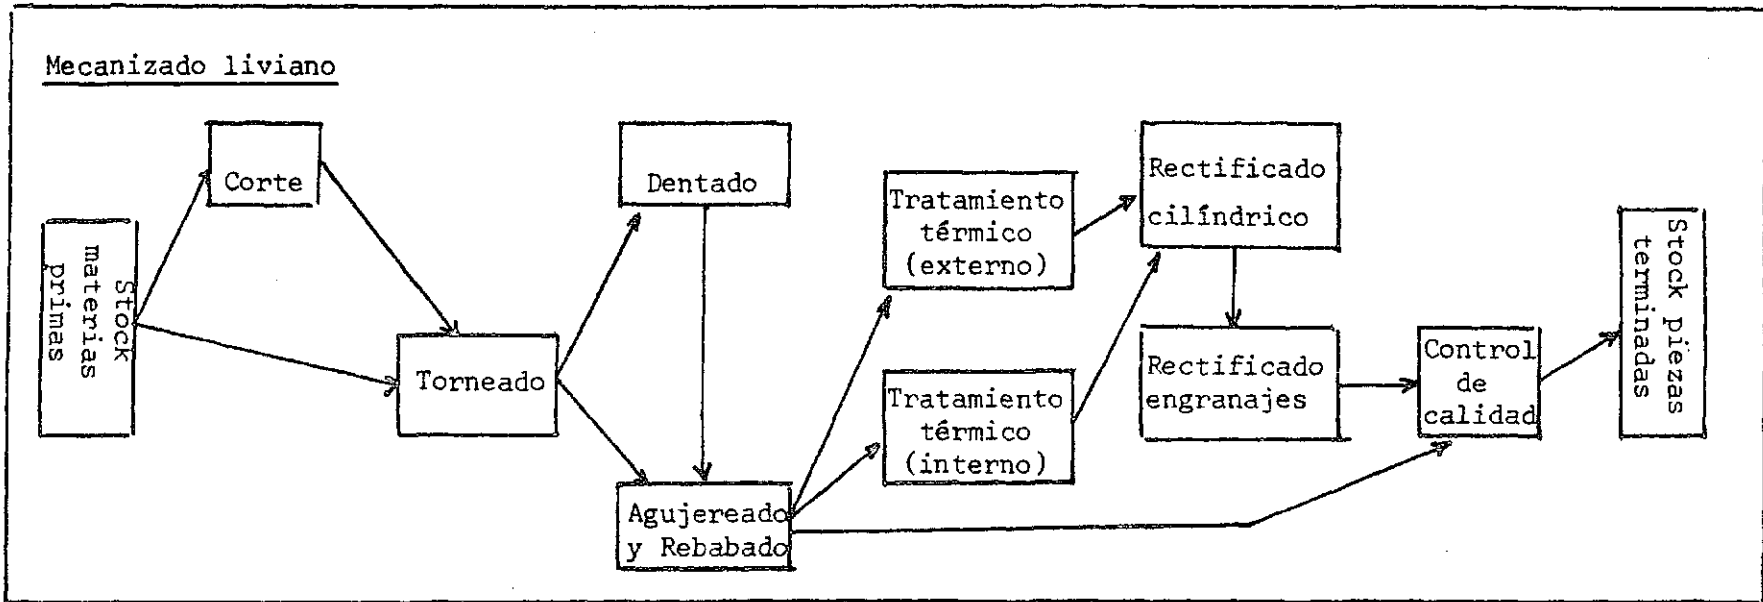 Mecanizado liviano
Corte
Dentado
Rectificado
cilíndrico
Tratamiento
térmico
(externo)
Stock
materias
primas
Stock piezas
terminadas
Torneado
Rectificado
engranajes
Control
de
calidad
Tratamiento
térmico
(interno)
Agujereado
y Rebabado